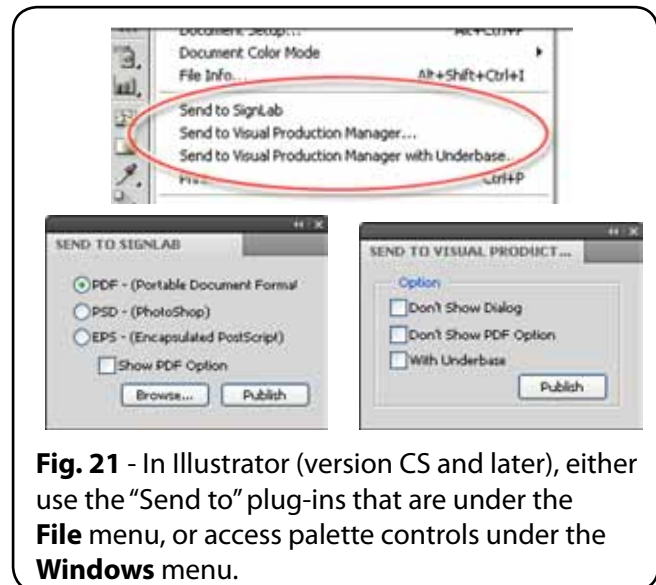 Document Setup... Alt+Ctrl+P
Document Color Mode
File Info... Alt+Shift+Ctrl+I
Send to SignLab
Send to Visual Production Manager...
Send to Visual Production Manager with Underbase...
Ctrl+P
SEND TO SIGNLAB
PDF - (Portable Document Format
PSD - (PhotoShop)
EPS - (Encapsulated PostScript)
Show PDF Option
Browse... Publish
SEND TO VISUAL PRODUCT...
Option
Don't Show Dialog
Don't Show PDF Option
With Underbase
Publish
Fig. 21 - In Illustrator (version CS and later), either
use the “Send to” plug-ins that are under the
File menu, or access palette controls under the
Windows menu.